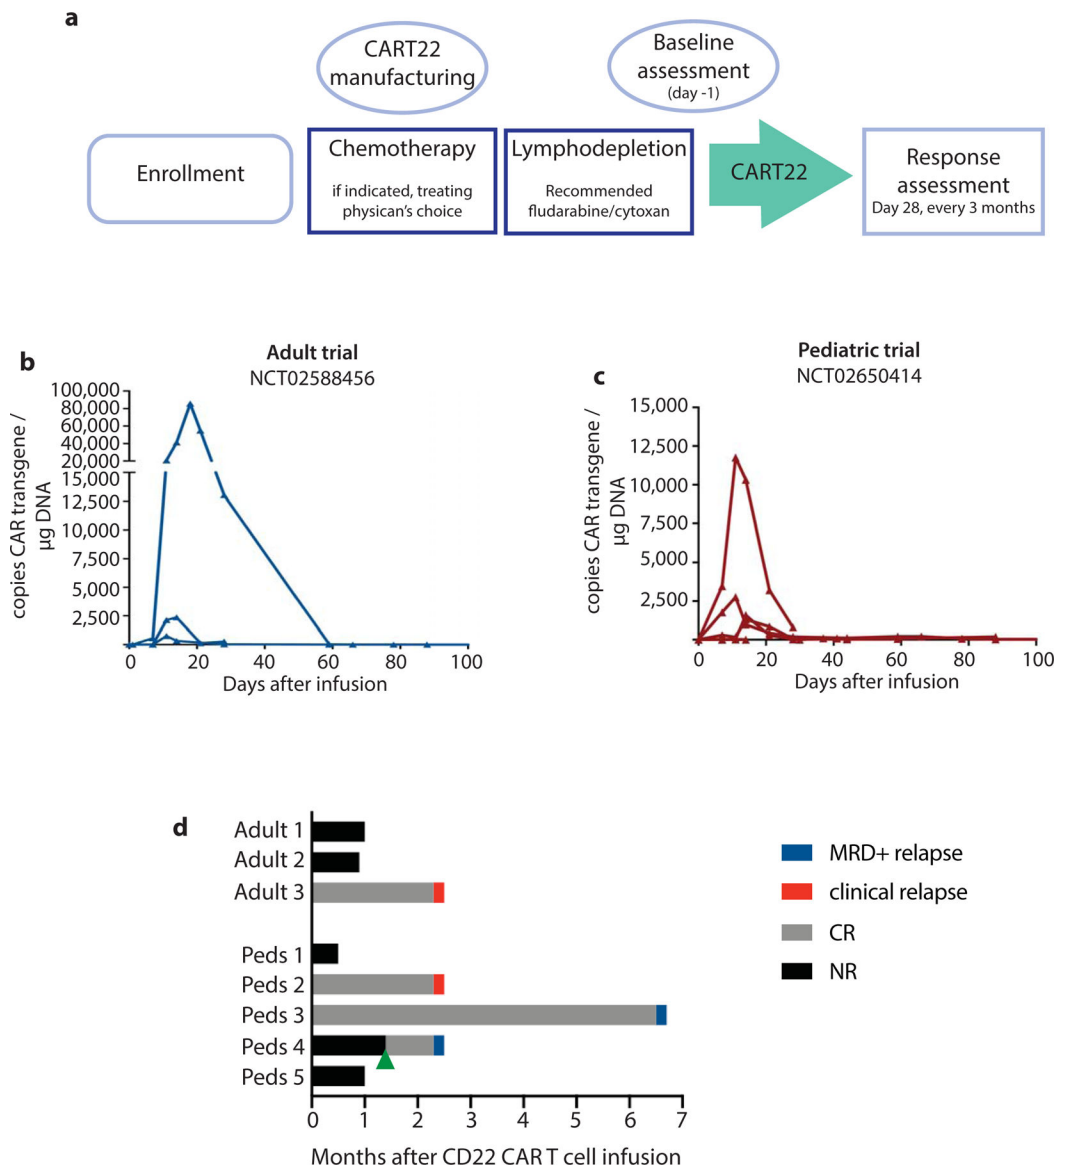 a
CART22
manufacturing
Baseline
assessment
(day -1)
Enrollment
Chemotherapy
if indicated, treating
physican's choice
Lymphodepletion
Recommended
fludarabine/cytoxan
CART22
Response
assessment
Day 28, every 3 months
b
Adult trial
NCT02588456
copies CAR transgene /
µg DNA
100,000
80,000
60,000
40,000
20,000
15,000
12,500
10,000
7,500
5,000
2,500
0 20 40 60 80 100
Days after infusion
c
Pediatric trial
NCT02650414
copies CAR transgene /
µg DNA
15,000
12,500
10,000
7,500
5,000
2,500
0 20 40 60 80 100
Days after infusion
d
Adult 1
Adult 2
Adult 3
Peds 1
Peds 2
Peds 3
Peds 4
Peds 5
0 1 2 3 4 5 6 7
Months after CD22 CAR T cell infusion
MRD+ relapse
clinical relapse
CR
NR